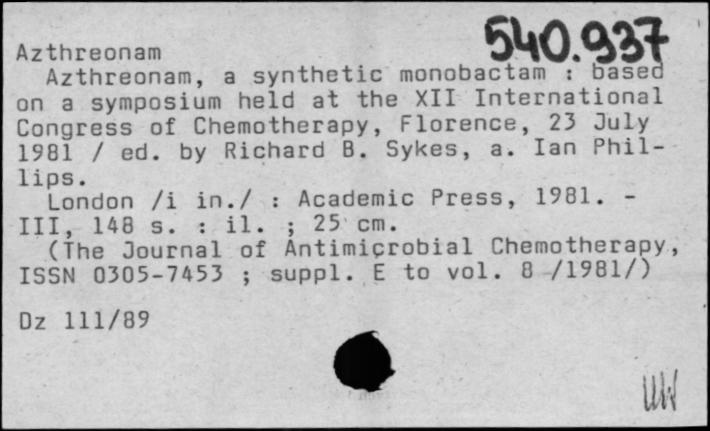 540.937
Azthreonam
Azthreonam, a synthetic monobactam : based
on a symposium held at the XII International
Congress of Chemotherapy, Florence, 23 July
1981 / ed. by Richard B. Sykes, a. Ian Phil-
lips.
London /i in./ : Academic Press, 1981. -
III, 148 s. : il. ; 25 cm.
(The Journal of Antimicrobial Chemotherapy,
ISSN 0305-7453 ; suppl. E to vol. 8 /1981/)
Dz 111/89